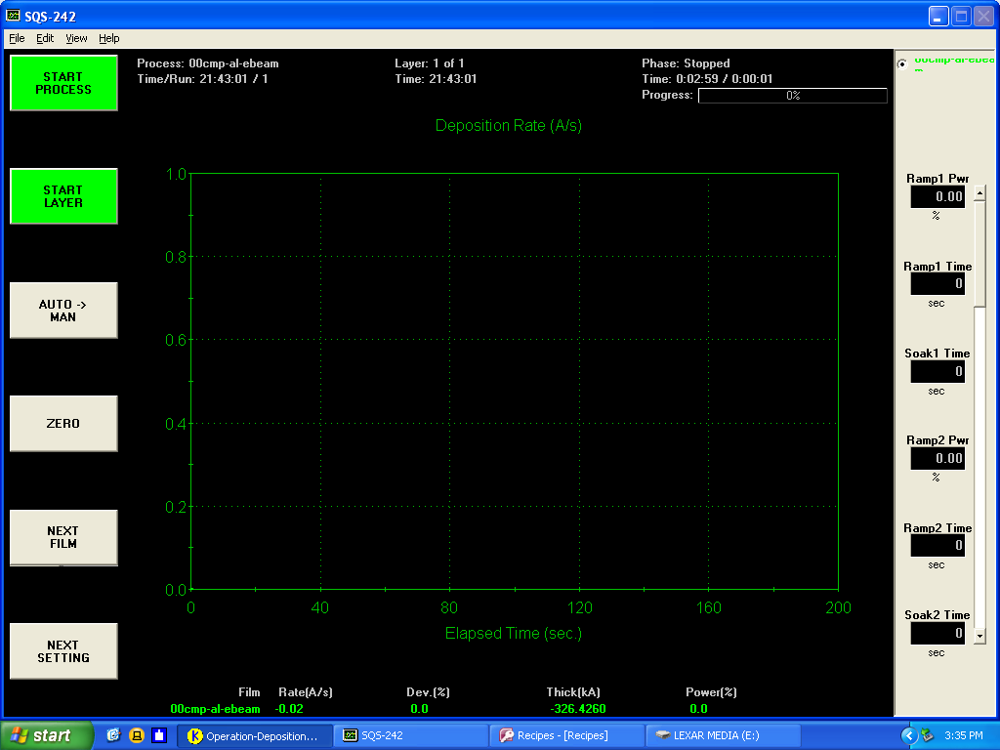 SQS-242
File Edit View Help
START
PROCESS
Process: 00cmp-al-ebeam
Time/Run: 21:43:01 / 1
Layer: 1 of 1
Time: 21:43:01
Phase: Stopped
Time: 0:02:59 / 0:00:01
Progress: 0%
00cmp-al-ebea
m
Deposition Rate (A/s)
START
LAYER
AUTO ->
MAN
ZERO
NEXT
FILM
NEXT
SETTING
1.0
0.8
0.6
0.4
0.2
0.0
0 40 80 120 160 200
Elapsed Time (sec.)
Ramp1 Pwr
0.00
%
Ramp1 Time
0
sec
Soak1 Time
0
sec
Ramp2 Pwr
0.00
%
Ramp2 Time
0
sec
Soak2 Time
0
sec
Film Rate(A/s) Dev.(%) Thick(kA) Power(%)
00cmp-al-ebeam -0.02 0.0 -326.4260 0.0
start K Operation-Deposition... SQS-242 Recipes - [Recipes] LEXAR MEDIA (E:) 3:35 PM